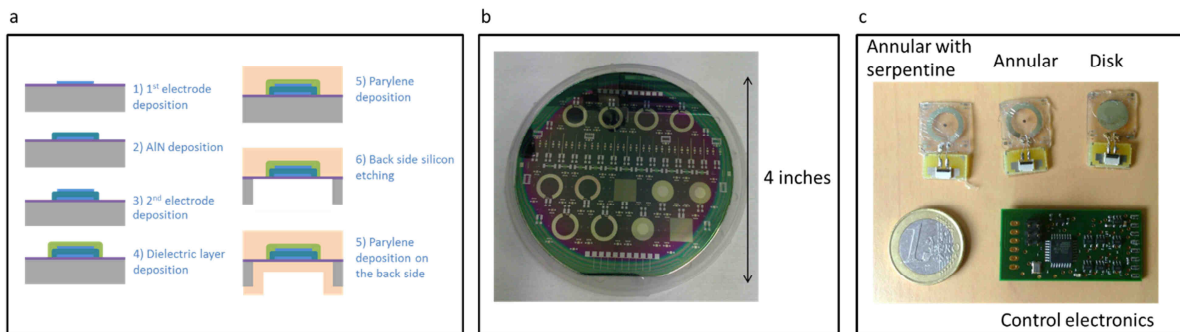 a
1) 1st electrode
deposition
2) AlN deposition
3) 2nd electrode
deposition
4) Dielectric layer
deposition
5) Parylene
deposition
6) Back side silicon
etching
5) Parylene
deposition on
the back side
b
4 inches
c
Annular with
serpentine
Annular
Disk
1
Control electronics